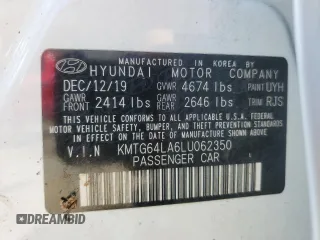 MANUFACTURED IN KOREA BY
HYUNDAI MOTOR COMPANY
DEC/12/19 GVWR 4674 lbs PAINT UYH
GAWR FRONT 2414 lbs GAWR REAR 2646 lbs TRIM RJS
THIS VEHICLE CONFORMS TO ALL APPLICABLE
FEDERAL MOTOR VEHICLE SAFETY, BUMPER,
AND THEFT PREVENTION STANDARDS IN EFFECT
ON THE DATE OF MANUFACTURE SHOWN ABOVE.
V.I.N KMTG64LA6LU062350
PASSENGER CAR
DREAMBID
DREAMBID.COM